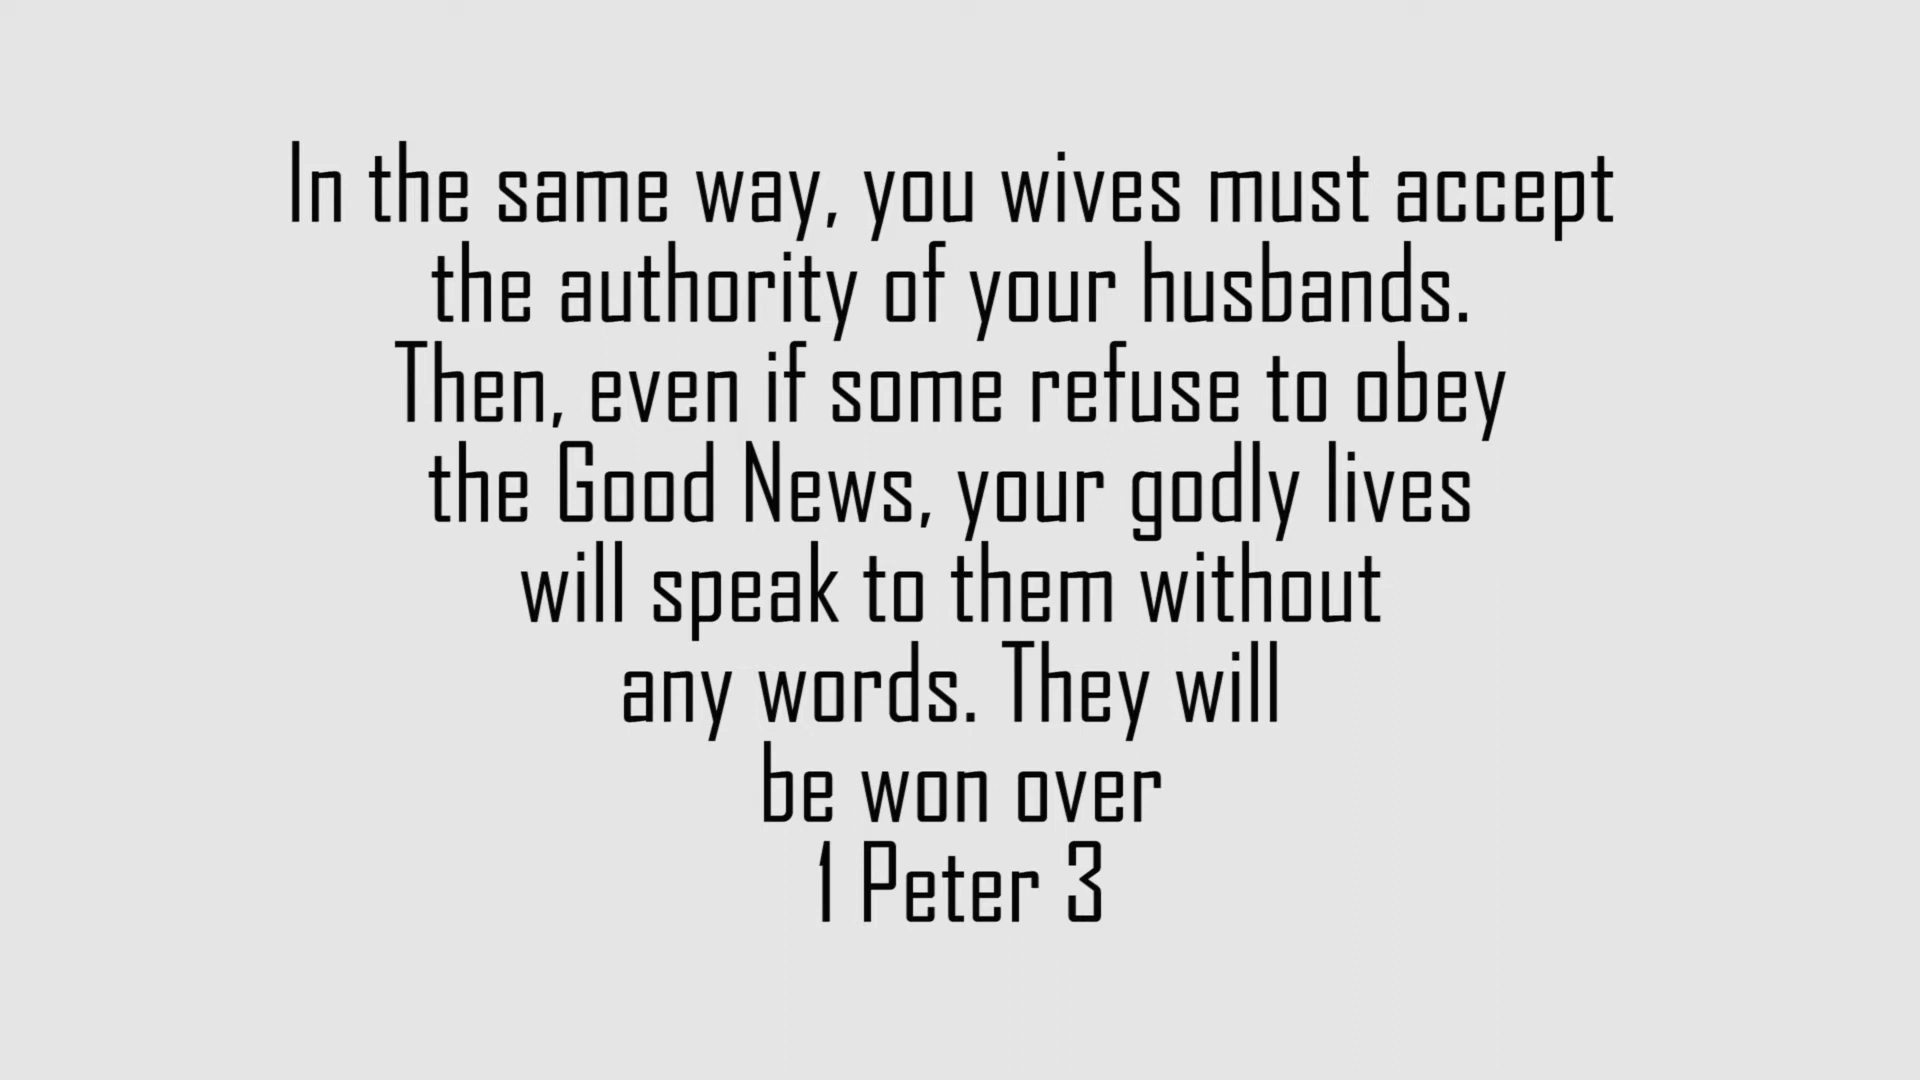 In the same way, you wives must accept
the authority of your husbands.
Then, even if some refuse to obey
the Good News, your godly lives
will speak to them without
any words. They will
be won over
1 Peter 3